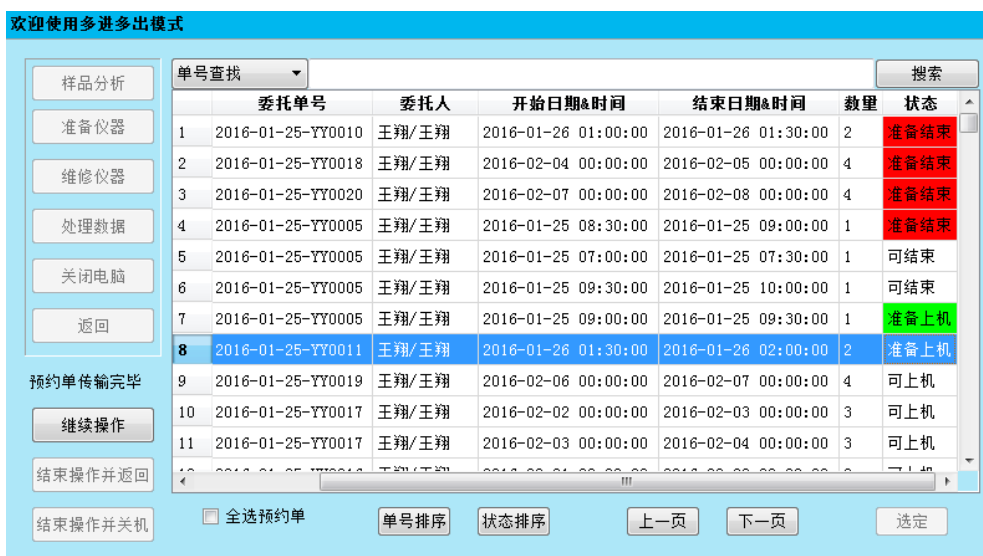 欢迎使用多进多出模式
样品分析
准备仪器
维修仪器
处理数据
关闭电脑
返回
预约单传输完毕
继续操作
结束操作并返回
结束操作并关机
单号查找 搜索
委托单号 委托人 开始日期&时间 结束日期&时间 数里 状态
1 2016-01-25-YY0010 王翔/王翔 2016-01-26 01:00:00 2016-01-26 01:30:00 2 准备结束
2 2016-01-25-YY0018 王翔/王翔 2016-02-04 00:00:00 2016-02-05 00:00:00 4 准备结束
3 2016-01-25-YY0020 王翔/王翔 2016-02-07 00:00:00 2016-02-08 00:00:00 4 准备结束
4 2016-01-25-YY0005 王翔/王翔 2016-01-25 08:30:00 2016-01-25 09:00:00 1 准备结束
5 2016-01-25-YY0005 王翔/王翔 2016-01-25 07:00:00 2016-01-25 07:30:00 1 可结束
6 2016-01-25-YY0005 王翔/王翔 2016-01-25 09:30:00 2016-01-25 10:00:00 1 可结束
7 2016-01-25-YY0005 王翔/王翔 2016-01-25 09:00:00 2016-01-25 09:30:00 1 准备上机
8 2016-01-25-YY0011 王翔/王翔 2016-01-26 01:30:00 2016-01-26 02:00:00 2 准备上机
9 2016-01-25-YY0019 王翔/王翔 2016-02-06 00:00:00 2016-02-07 00:00:00 4 可上机
10 2016-01-25-YY0017 王翔/王翔 2016-02-02 00:00:00 2016-02-03 00:00:00 3 可上机
11 2016-01-25-YY0017 王翔/王翔 2016-02-03 00:00:00 2016-02-04 00:00:00 3 可上机
全选预约单 单号排序 状态排序 上一页 下一页 选定